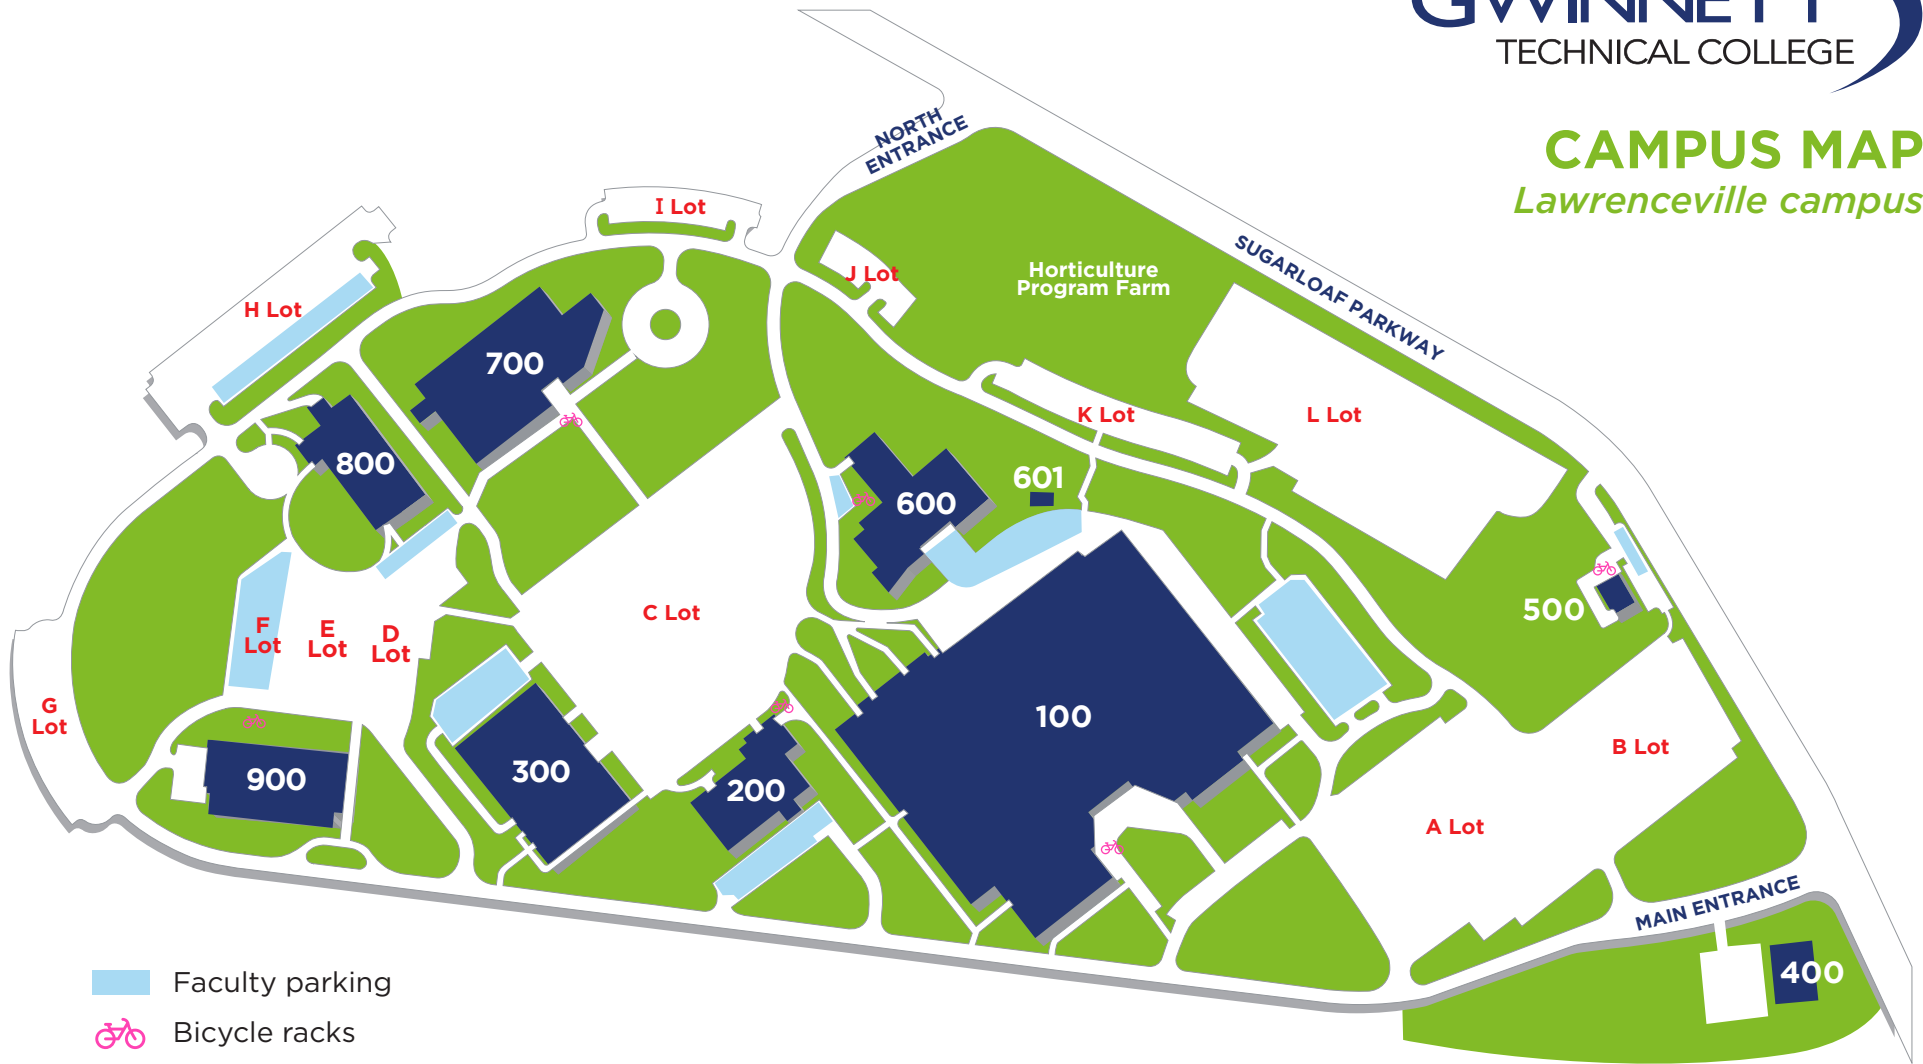 GWINNETT
TECHNICAL COLLEGE
CAMPUS MAP
Lawrenceville campus
NORTH
ENTRANCE
I Lot
J Lot
H Lot
Horticulture
Program Farm
SUGARLOAF PARKWAY
700
K Lot
L Lot
800
601
600
C Lot
500
F
Lot
E
Lot
D
Lot
G
Lot
100
B Lot
900
300
200
A Lot
MAIN ENTRANCE
400
Faculty parking
Bicycle racks